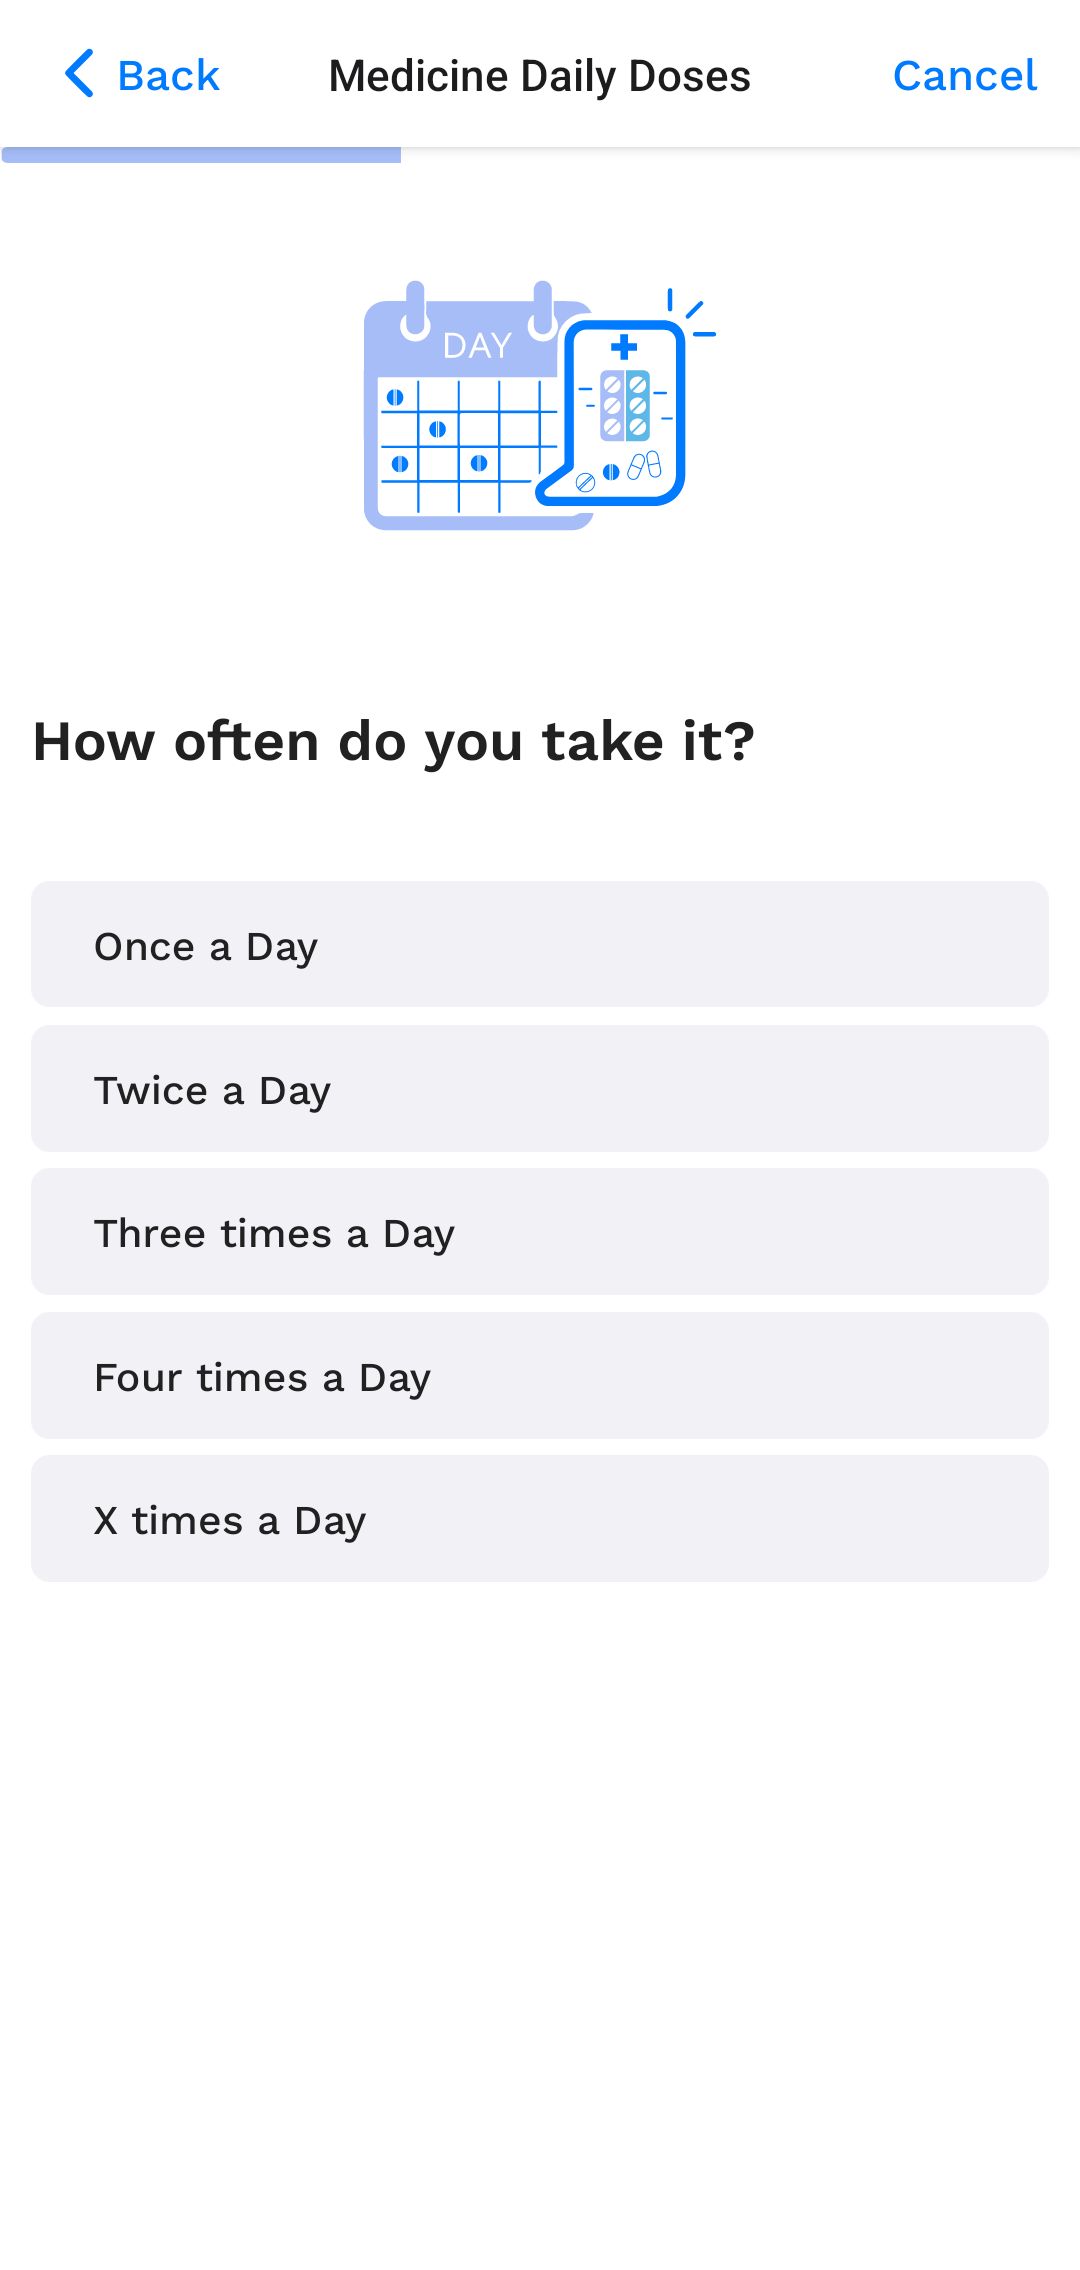 Back Medicine Daily Doses Cancel
DAY
How often do you take it?
Once a Day
Twice a Day
Three times a Day
Four times a Day
X times a Day